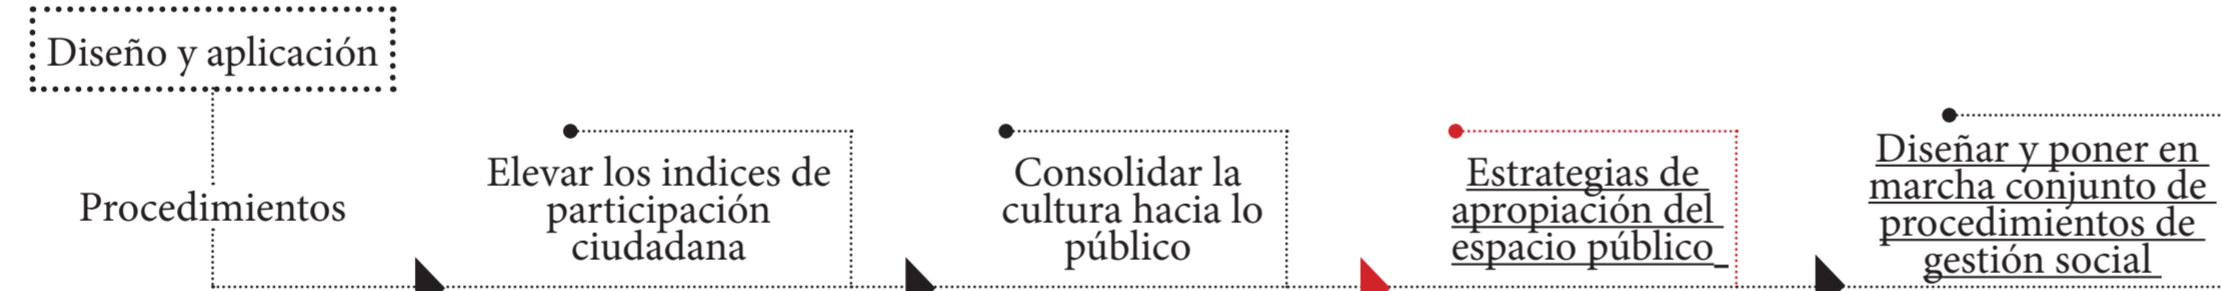 Diseño y aplicación
Procedimientos
Elevar los indices de
participación
ciudadana
Consolidar la
cultura hacia lo
público
Estrategias de
apropiación del
espacio público
Diseñar y poner en
marcha conjunto de
procedimientos de
gestión social